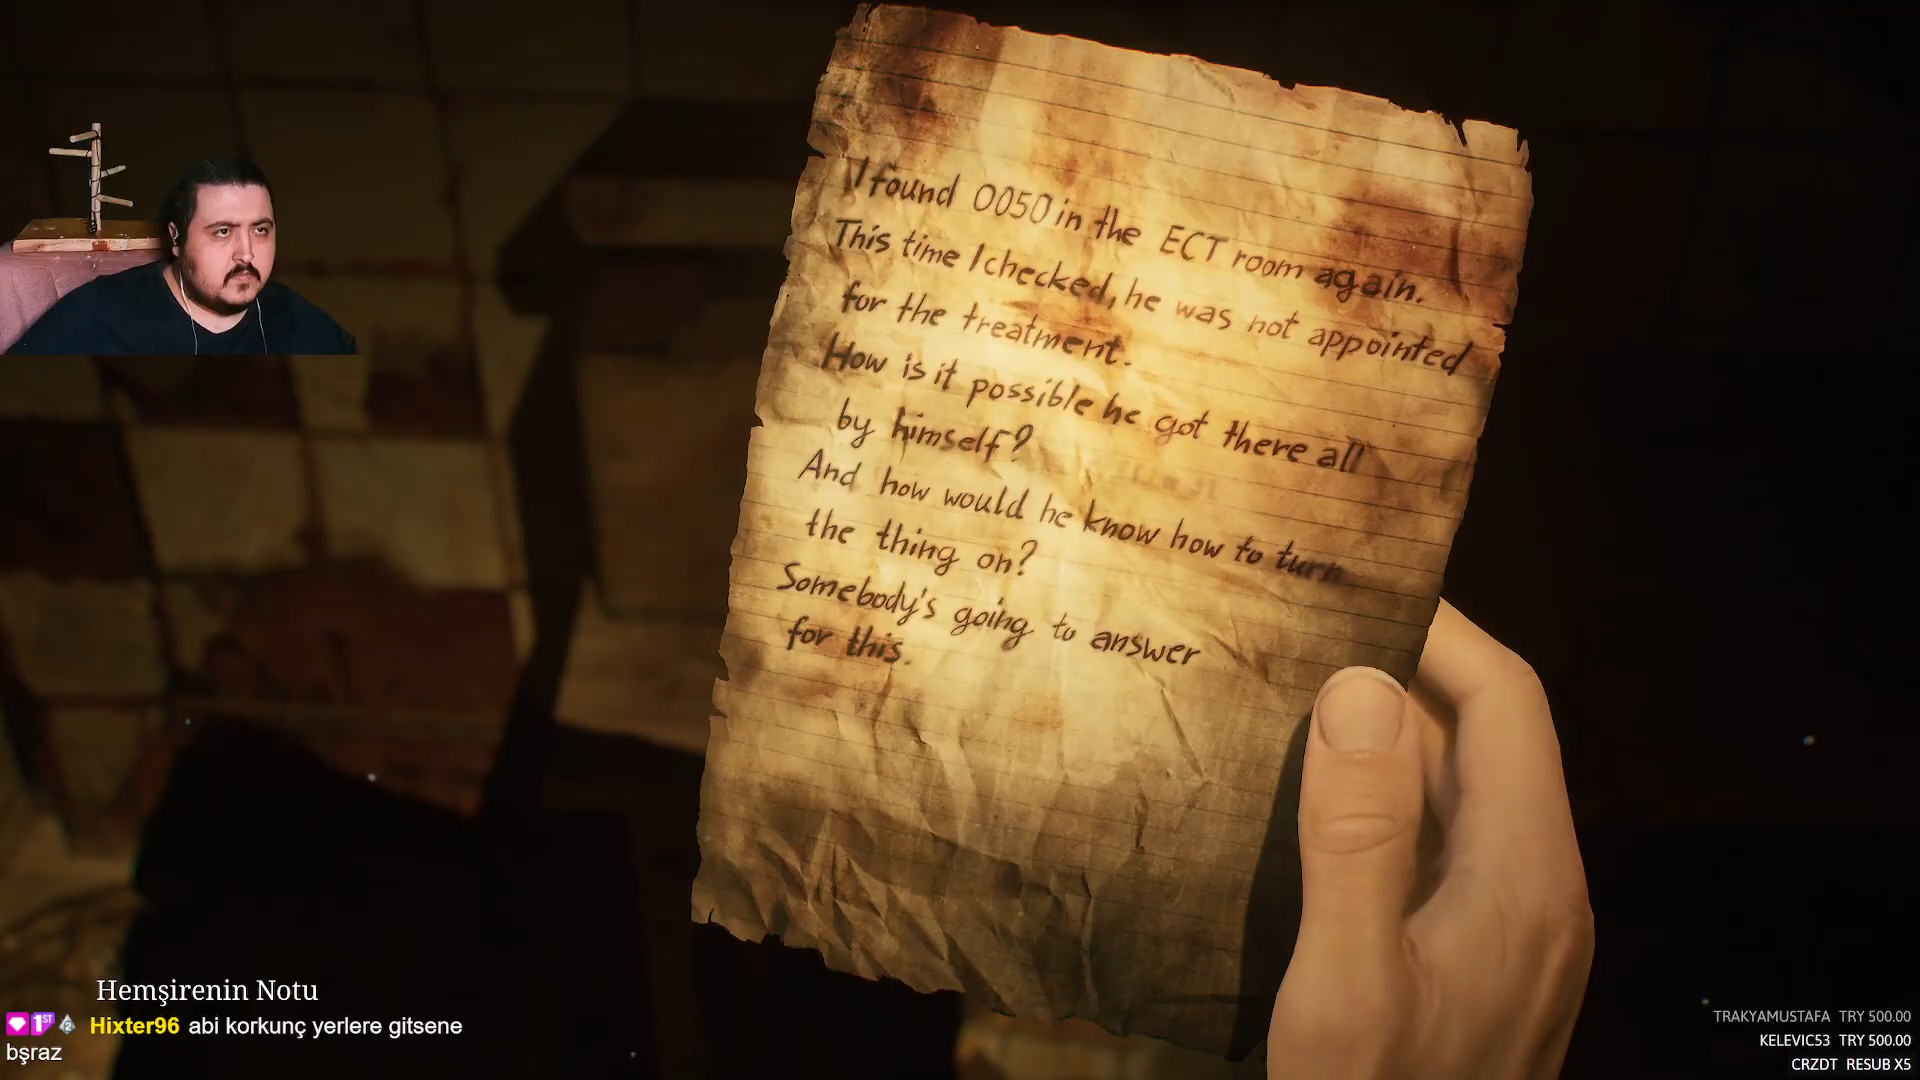 I found 0050 in the ECT room again.
This time I checked, he was not appointed
for the treatment.
How is it possible he got there all
by himself?
And how would he know how to turn
the thing on?
Somebody's going to answer
for this.
Hemşirenin Notu
1ST 2 Hixter96 abi korkunç yerlere gitsene
bşraz
TRAKYAMUSTAFA TRY 500.00
KELEVIC53 TRY 500.00
CRZDT RESUB X5